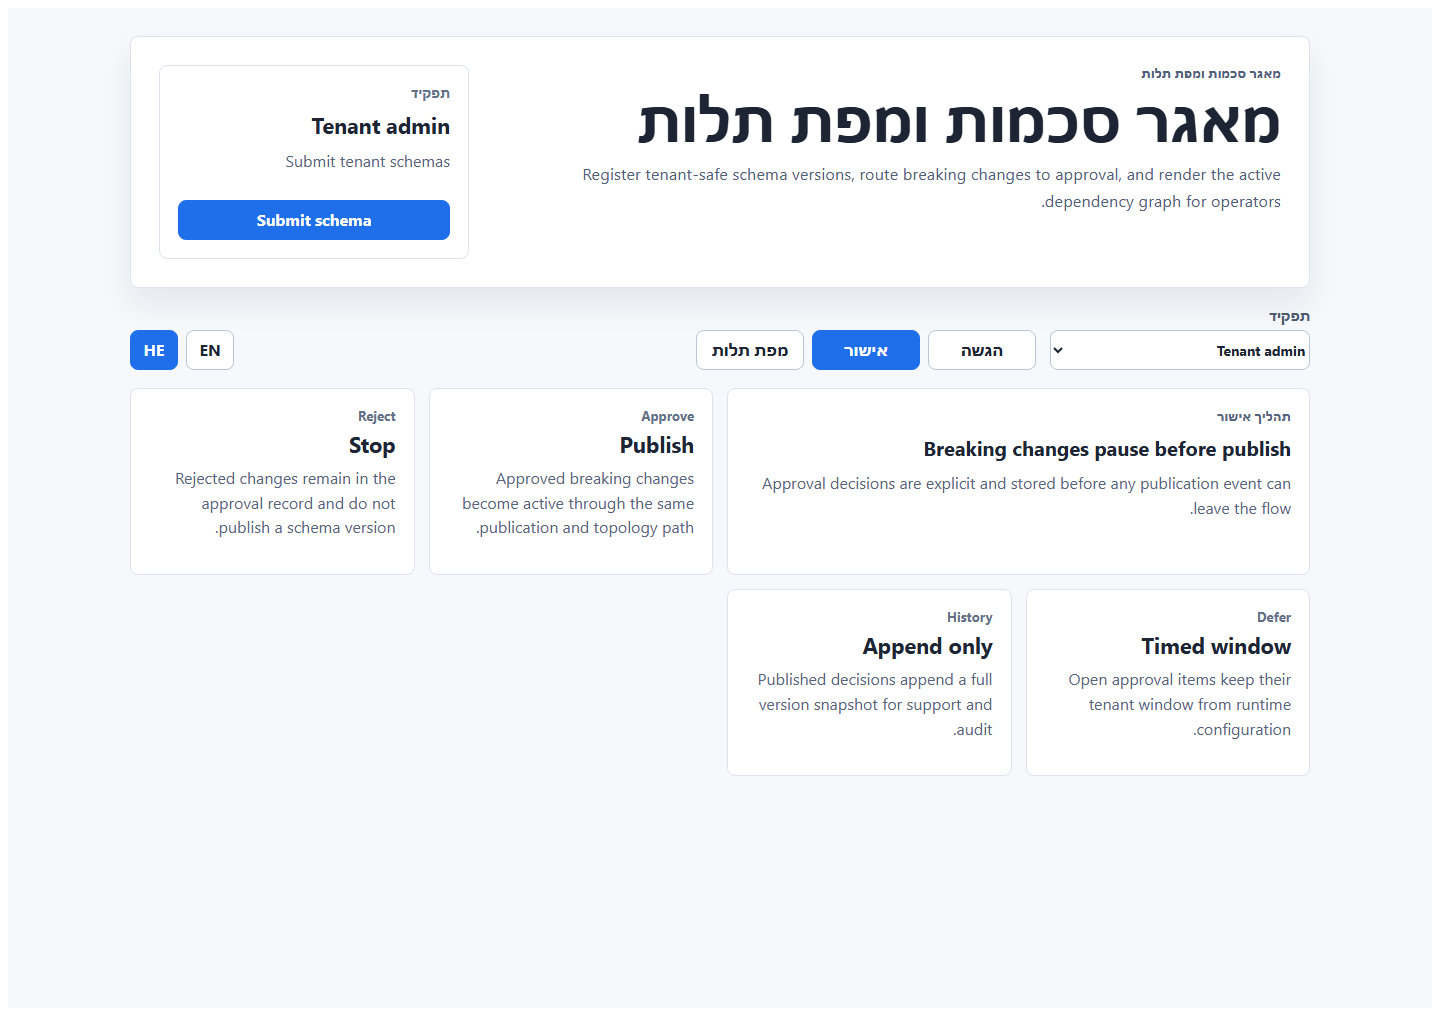 מאגר סכמות ומפת תלות
מאגר סכמות ומפת תלות
Register tenant-safe schema versions, route breaking changes to approval, and render the active
dependency graph for operators.
תפקיד
Tenant admin
Submit tenant schemas
Submit schema
תפקיד
Tenant admin
הגשה
אישור
מפת תלות
EN
HE
תהליך אישור
Breaking changes pause before publish
Approval decisions are explicit and stored before any publication event can
leave the flow.
Approve
Publish
Approved breaking changes
become active through the same
publication and topology path.
Reject
Stop
Rejected changes remain in the
approval record and do not
publish a schema version.
Defer
Timed window
Open approval items keep their
tenant window from runtime
configuration.
History
Append only
Published decisions append a full
version snapshot for support and
audit.